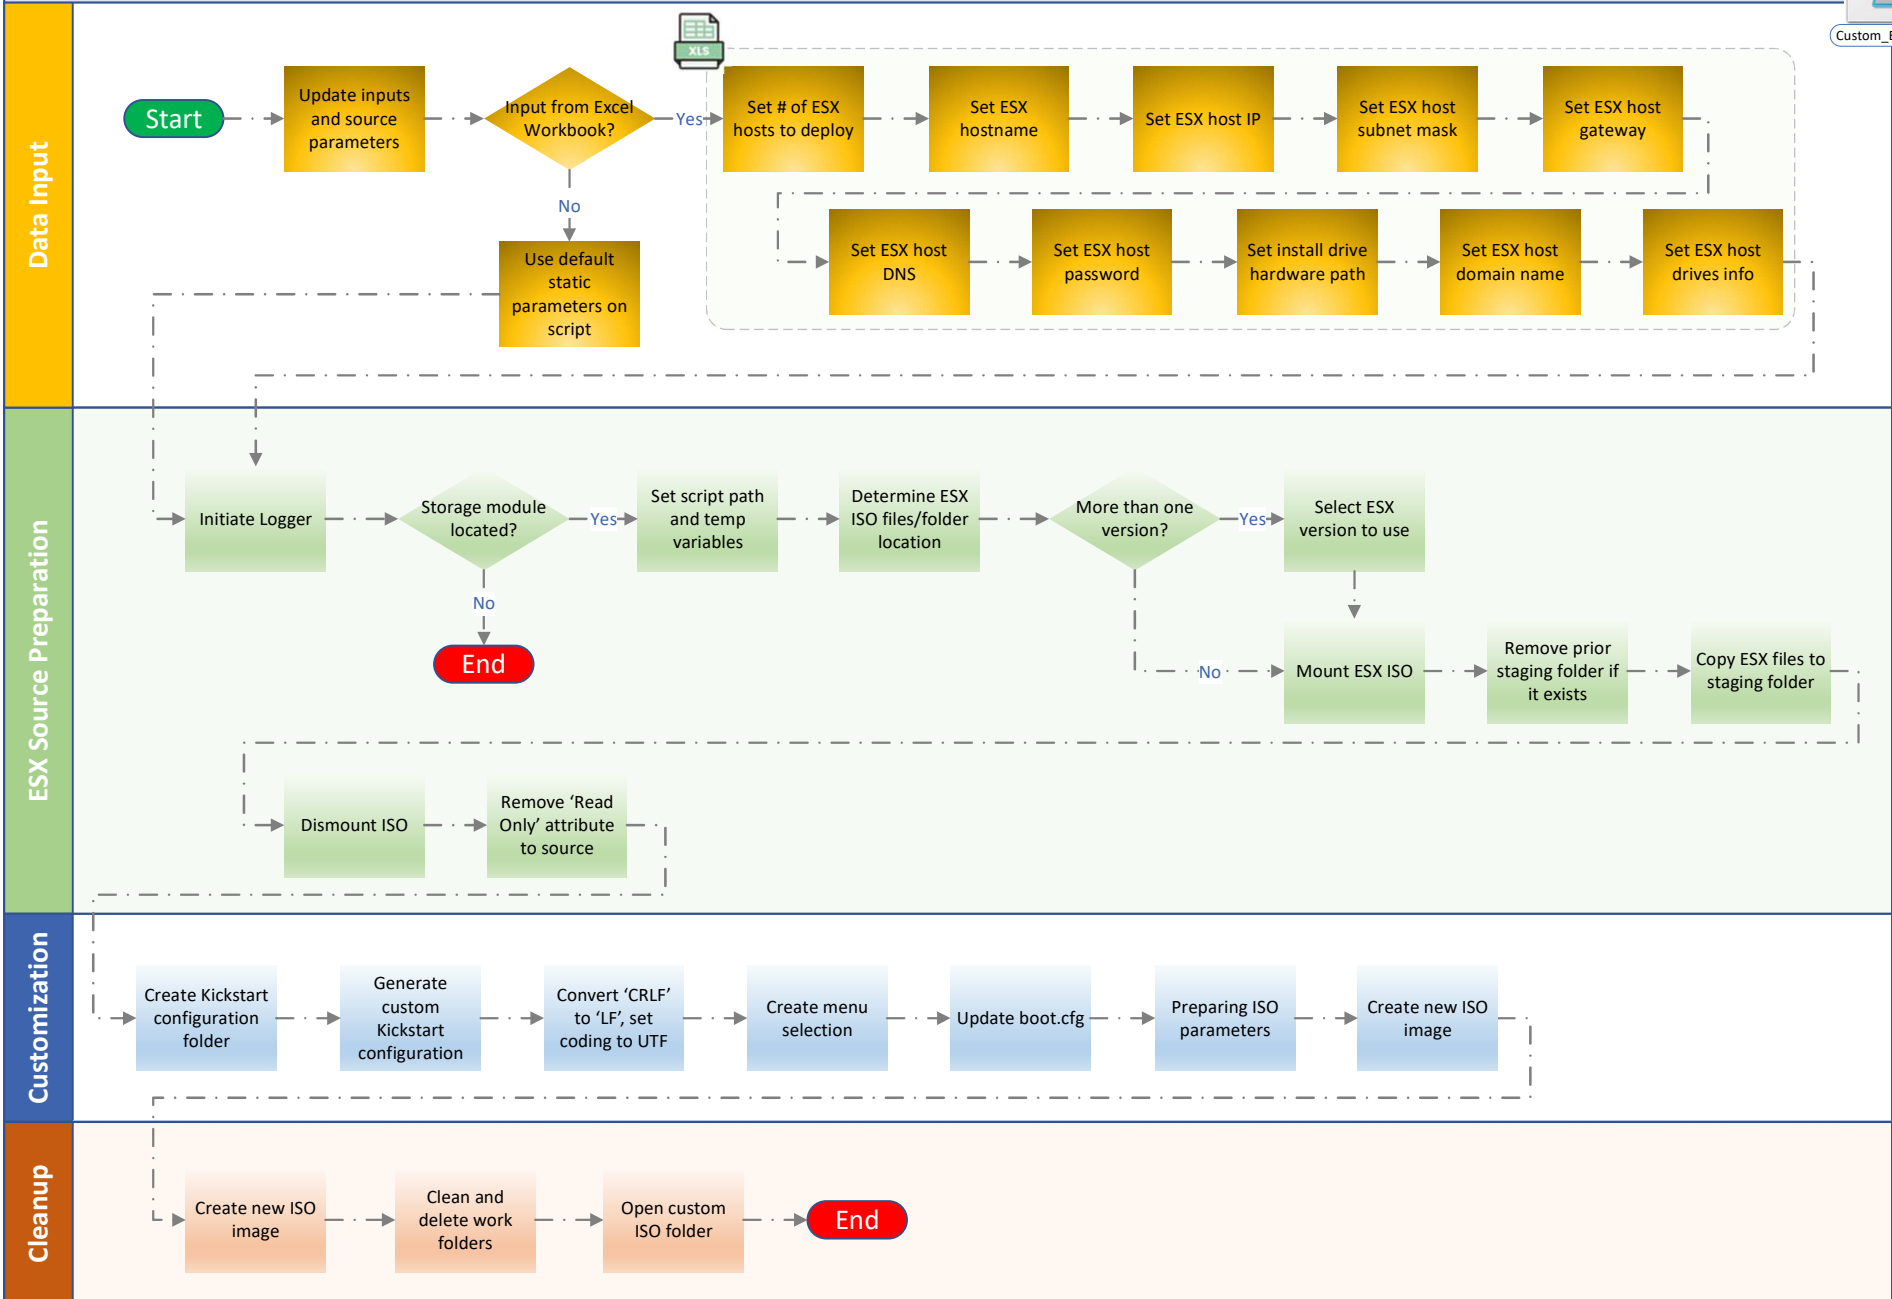 Custom_E
XLS
Data Input
Start
Update inputs
and source
parameters
Input from Excel
Workbook?
Yes
Set # of ESX
hosts to deploy
Set ESX
hostname
Set ESX host IP
Set ESX host
subnet mask
Set ESX host
gateway
No
Use default
static
parameters on
script
Set ESX host
DNS
Set ESX host
password
Set install drive
hardware path
Set ESX host
domain name
Set ESX host
drives info
ESX Source Preparation
Initiate Logger
Storage module
located?
Yes
Set script path
and temp
variables
Determine ESX
ISO files/folder
location
More than one
version?
Yes
Select ESX
version to use
No
End
No
Mount ESX ISO
Remove prior
staging folder if
it exists
Copy ESX files to
staging folder
Dismount ISO
Remove ‘Read
Only’ attribute
to source
Customization
Create Kickstart
configuration
folder
Generate
custom
Kickstart
configuration
Convert ‘CRLF’
to ‘LF’, set
coding to UTF
Create menu
selection
Update boot.cfg
Preparing ISO
parameters
Create new ISO
image
Cleanup
Create new ISO
image
Clean and
delete work
folders
Open custom
ISO folder
End